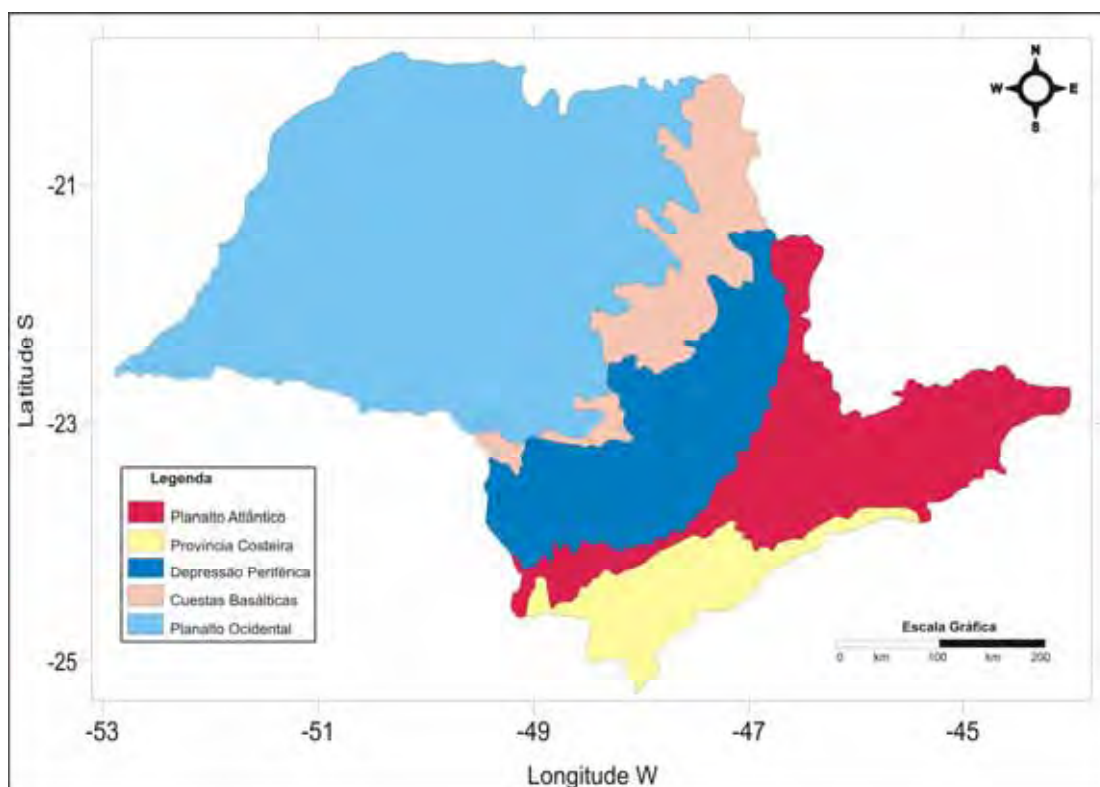 N
W E
S
-21
-23
-25
Latitude S
Legenda
Planalto Atlântico
Província Costeira
Depressão Periférica
Cuestas Basálticas
Planalto Ocidental
Escala Gráfica
0 km 100 km 200
-53 -51 -49 -47 -45
Longitude W